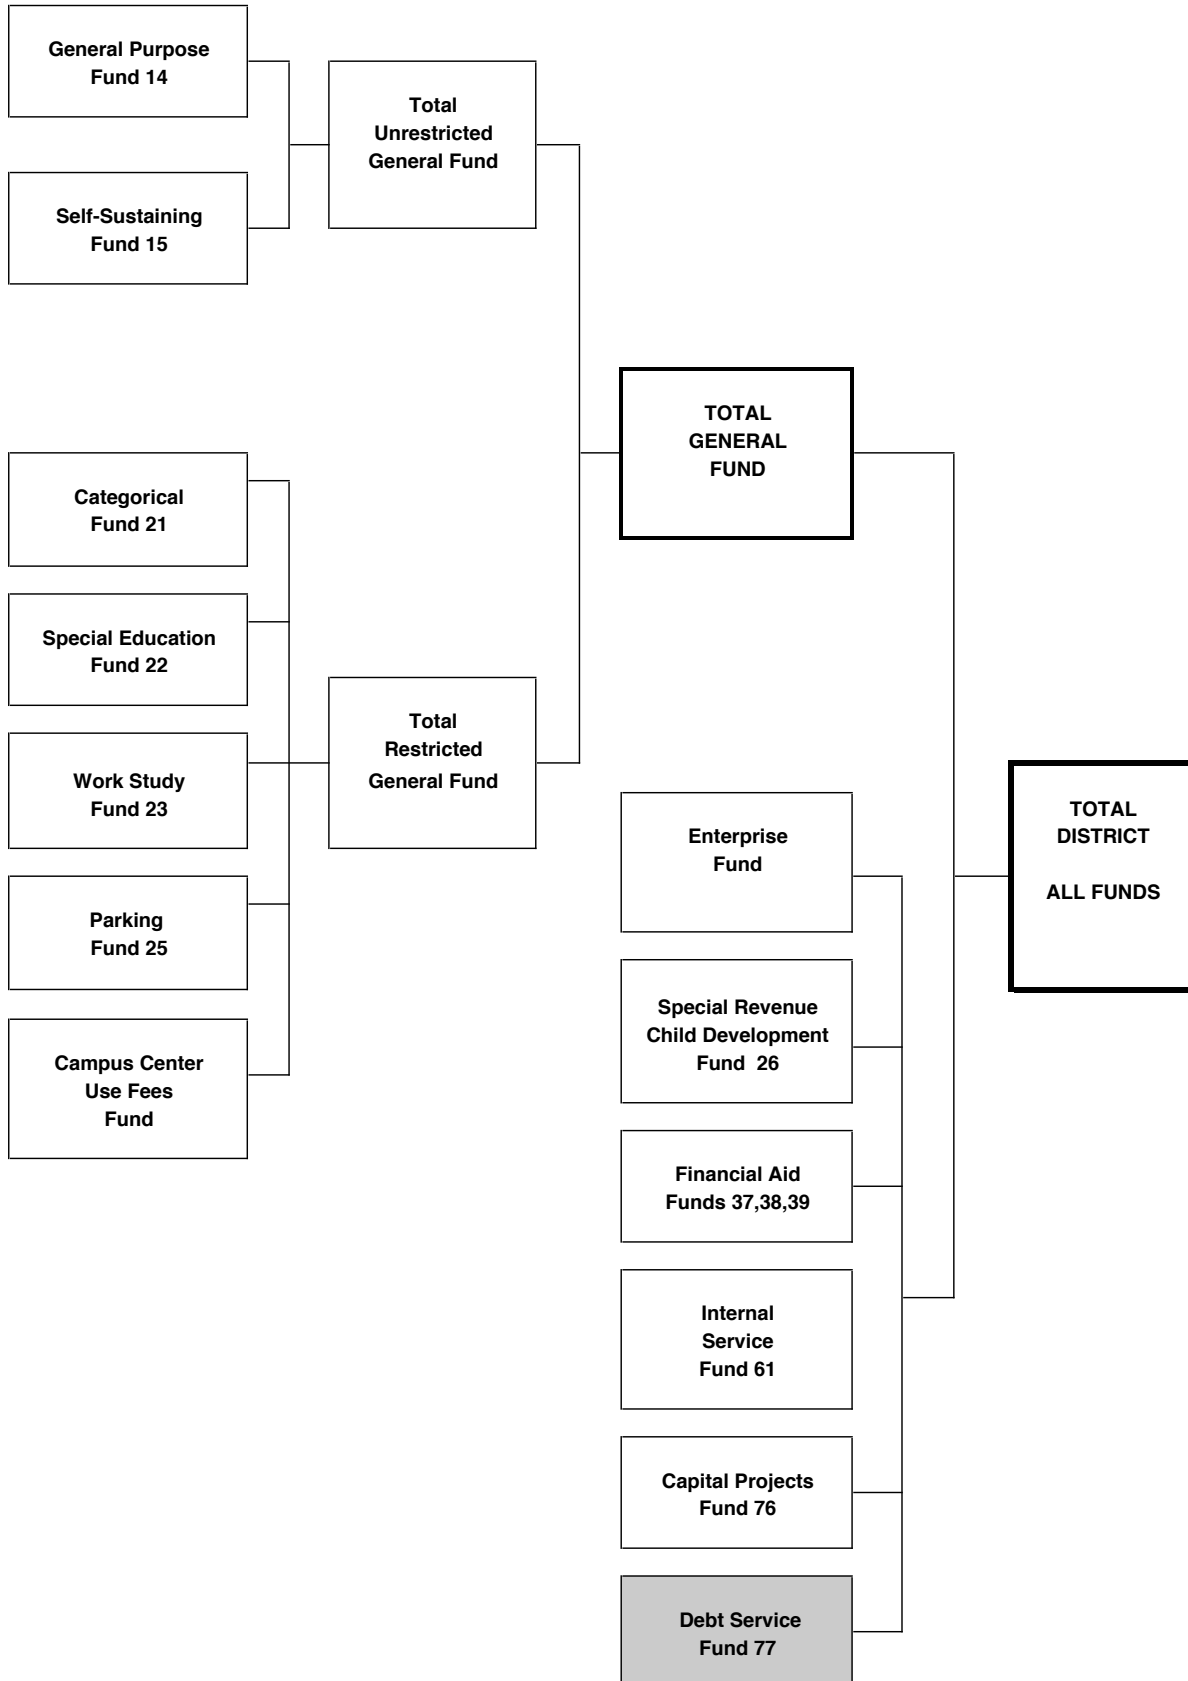 General Purpose
Fund 14
Self-Sustaining
Fund 15
Total
Unrestricted
General Fund
TOTAL
GENERAL
FUND
Categorical
Fund 21
Special Education
Fund 22
Work Study
Fund 23
Parking
Fund 25
Campus Center
Use Fees
Fund
Total
Restricted
General Fund
Enterprise
Fund
Special Revenue
Child Development
Fund  26
Financial Aid
Funds 37,38,39
Internal
Service
Fund 61
Capital Projects
Fund 76
Debt Service
Fund 77
TOTAL
DISTRICT
ALL FUNDS